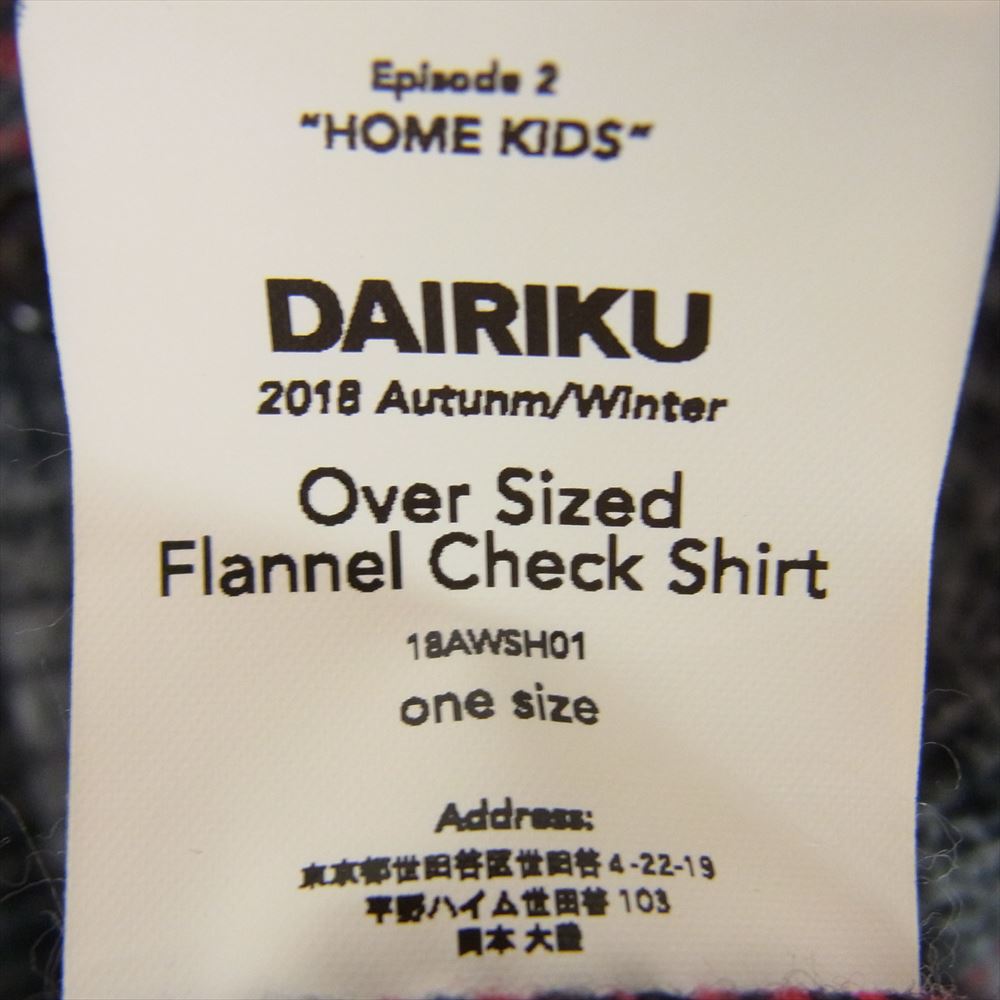 Episode 2
"HOME KIDS"
DAIRIKU
2018 Autunm/Winter
Over Sized
Flannel Check Shirt
18AWSH01
one size
Address:
東京都世田谷区世田谷 4-22-19
平野ハイム世田谷 103
岡本 大陸